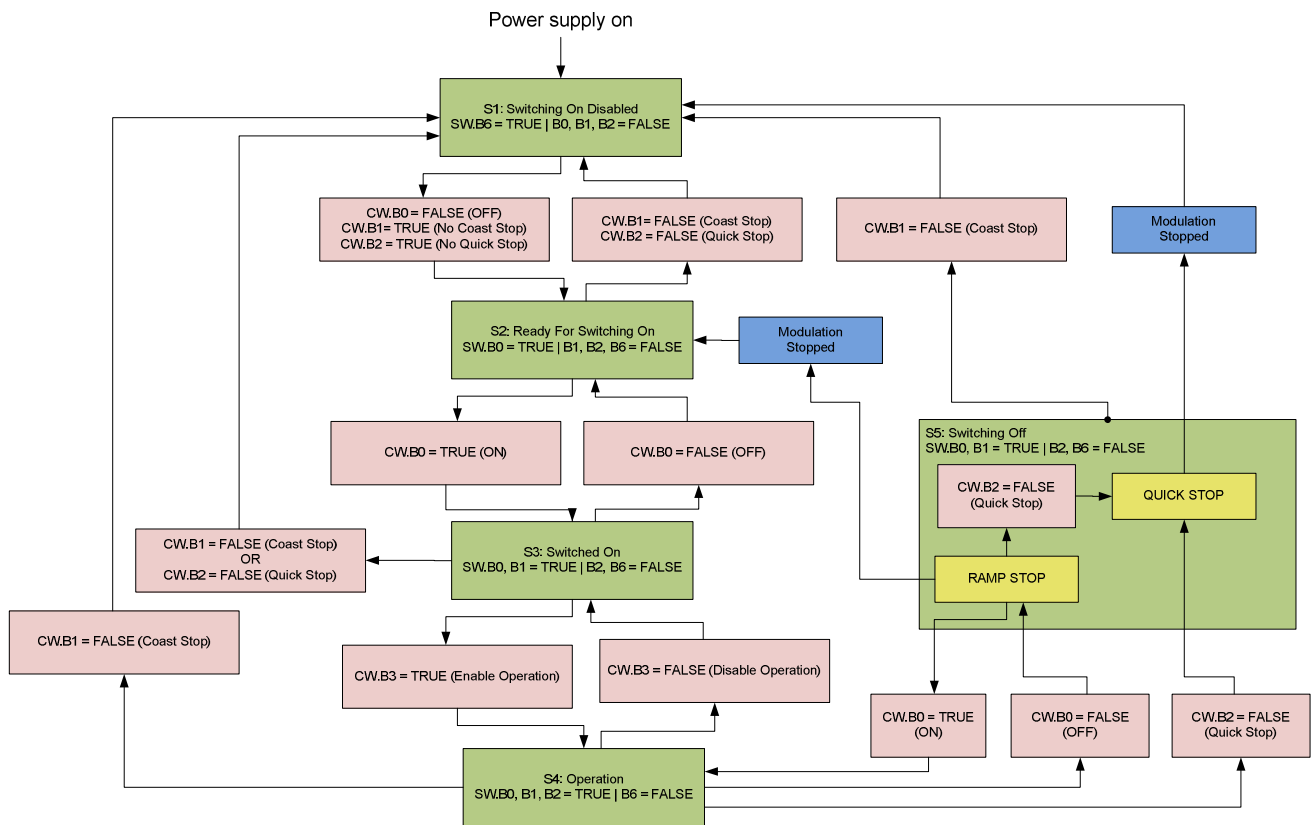 Power supply on
S1: Switching On Disabled
SW.B6 = TRUE | B0, B1, B2 = FALSE
CW.B0 = FALSE (OFF)
CW.B1= TRUE (No Coast Stop)
CW.B2 = TRUE (No Quick Stop)
CW.B1= FALSE (Coast Stop)
CW.B2 = FALSE (Quick Stop)
CW.B1 = FALSE (Coast Stop)
Modulation
Stopped
S2: Ready For Switching On
SW.B0 = TRUE | B1, B2, B6 = FALSE
Modulation
Stopped
CW.B0 = TRUE (ON)
CW.B0 = FALSE (OFF)
S5: Switching Off
SW.B0, B1 = TRUE | B2, B6 = FALSE
CW.B2 = FALSE
(Quick Stop)
QUICK STOP
RAMP STOP
CW.B1 = FALSE (Coast Stop)
OR
CW.B2 = FALSE (Quick Stop)
S3: Switched On
SW.B0, B1 = TRUE | B2, B6 = FALSE
CW.B1 = FALSE (Coast Stop)
CW.B3 = TRUE (Enable Operation)
CW.B3 = FALSE (Disable Operation)
CW.B0 = TRUE
(ON)
CW.B0 = FALSE
(OFF)
CW.B2 = FALSE
(Quick Stop)
S4: Operation
SW.B0, B1, B2 = TRUE | B6 = FALSE